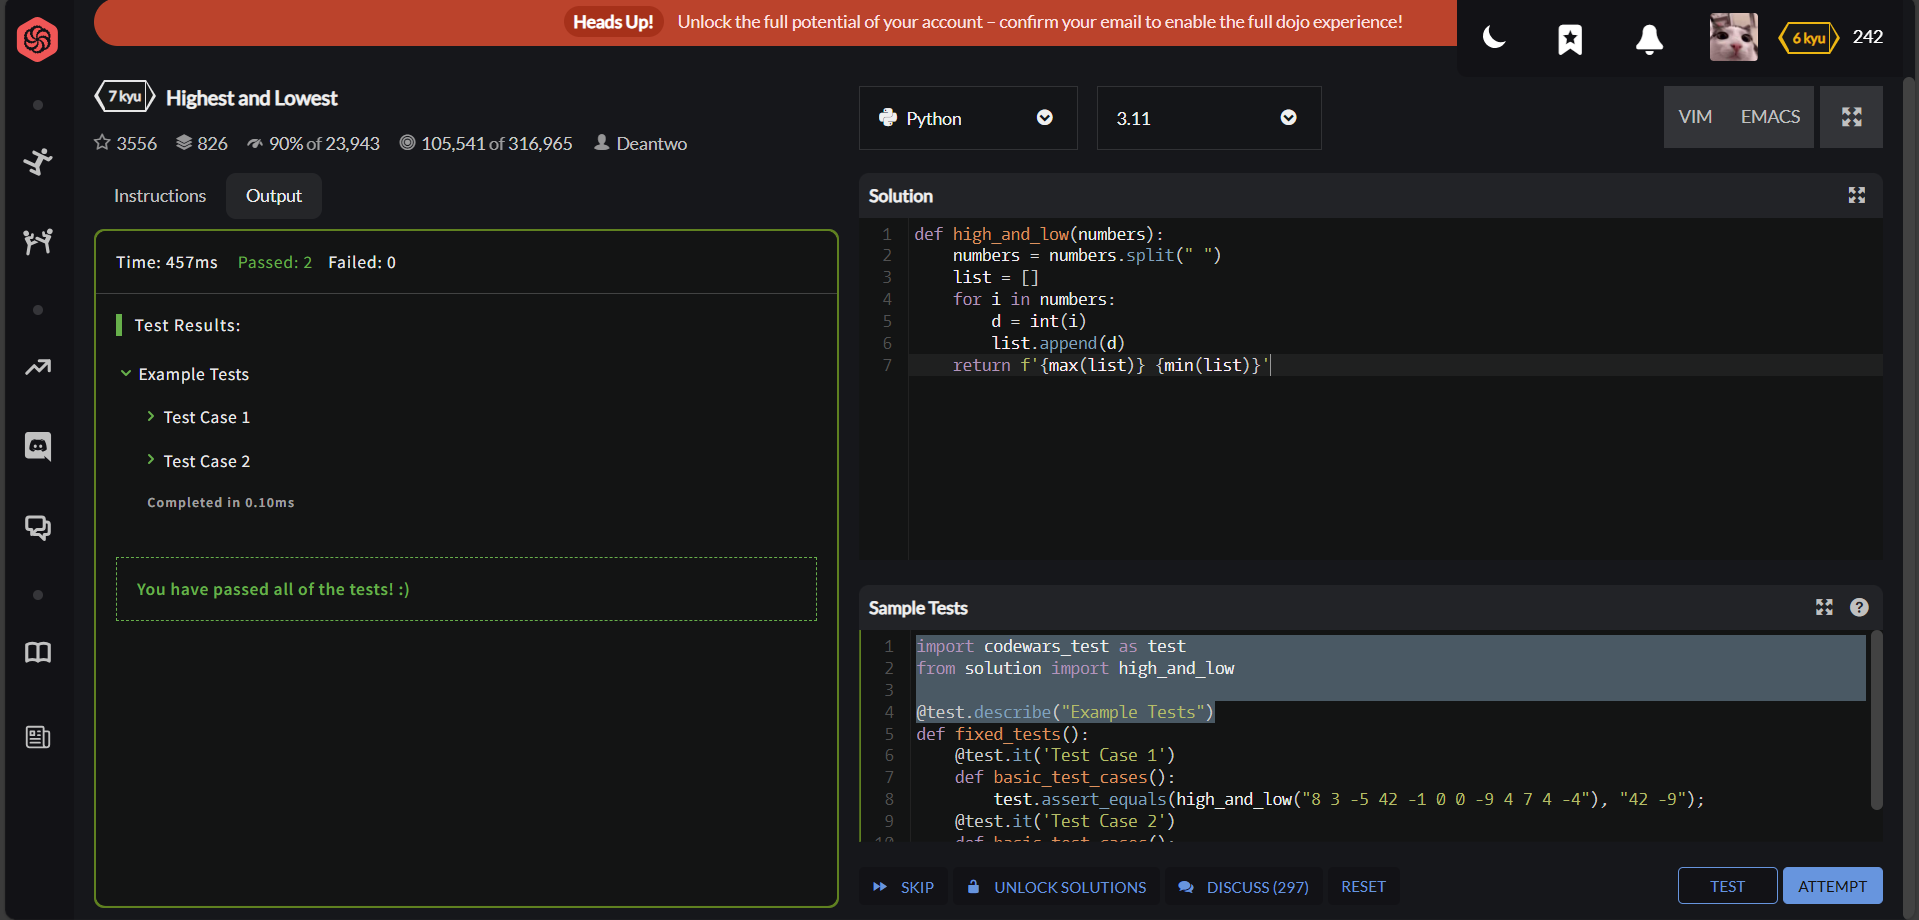 Heads Up! Unlock the full potential of your account – confirm your email to enable the full dojo experience!
6 kyu 242
7 kyu Highest and Lowest
3556 826 90% of 23,943 105,541 of 316,965 Deantwo
Instructions Output
Time: 457ms Passed: 2 Failed: 0
Test Results:
Example Tests
Test Case 1
Test Case 2
Completed in 0.10ms
You have passed all of the tests! :)
Python 3.11 VIM EMACS
Solution
1 def high_and_low(numbers):
2     numbers = numbers.split(" ")
3     list = []
4     for i in numbers:
5         d = int(i)
6         list.append(d)
7     return f'{max(list)} {min(list)}'
Sample Tests ?
1 import codewars_test as test
2 from solution import high_and_low
3
4 @test.describe("Example Tests")
5 def fixed_tests():
6     @test.it('Test Case 1')
7     def basic_test_cases():
8         test.assert_equals(high_and_low("8 3 -5 42 -1 0 0 -9 4 7 4 -4"), "42 -9");
9     @test.it('Test Case 2')
10     def basic_test_cases():
SKIP UNLOCK SOLUTIONS DISCUSS (297) RESET TEST ATTEMPT